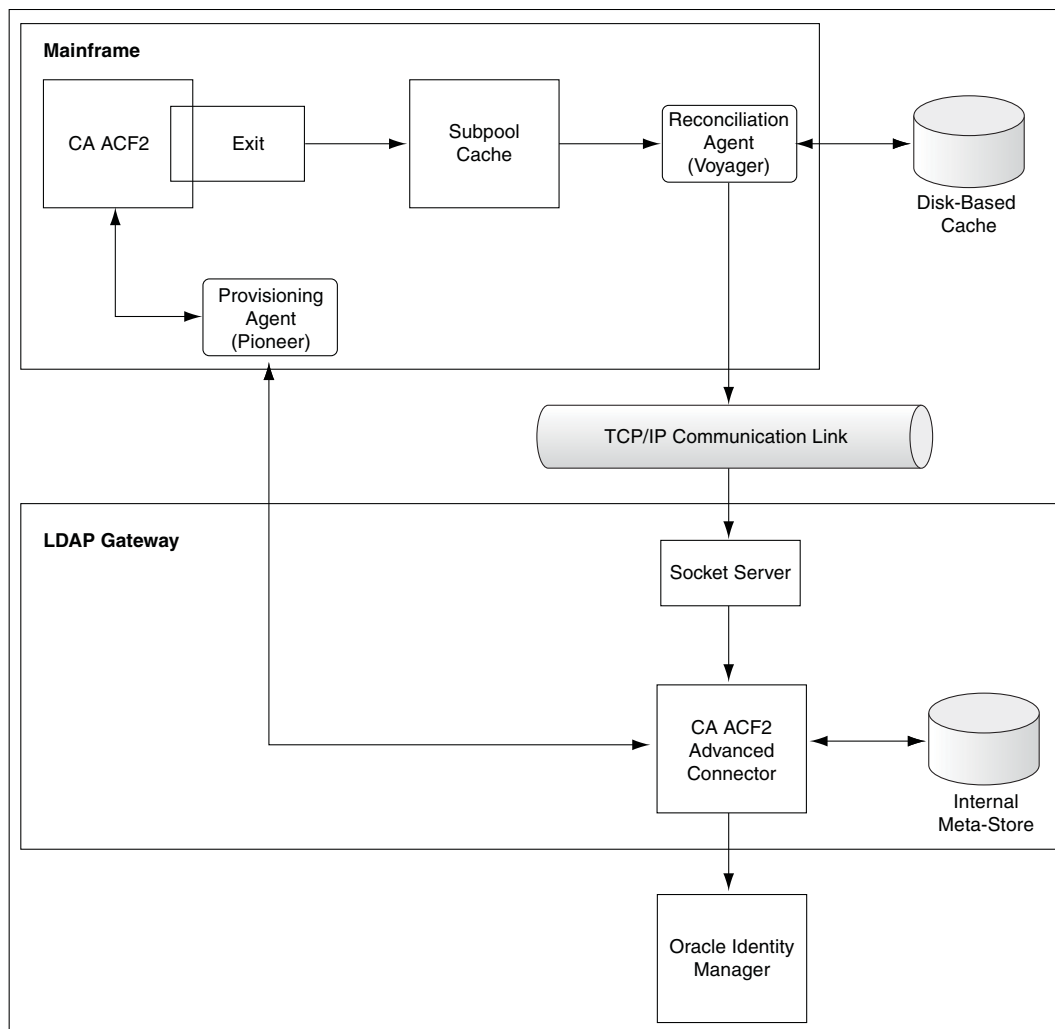 Mainframe
CA ACF2
Exit
Subpool
Cache
Reconciliation
Agent
(Voyager)
Disk-Based
Cache
Provisioning
Agent
(Pioneer)
TCP/IP Communication Link
LDAP Gateway
Socket Server
CA ACF2
Advanced
Connector
Internal
Meta-Store
Oracle Identity
Manager